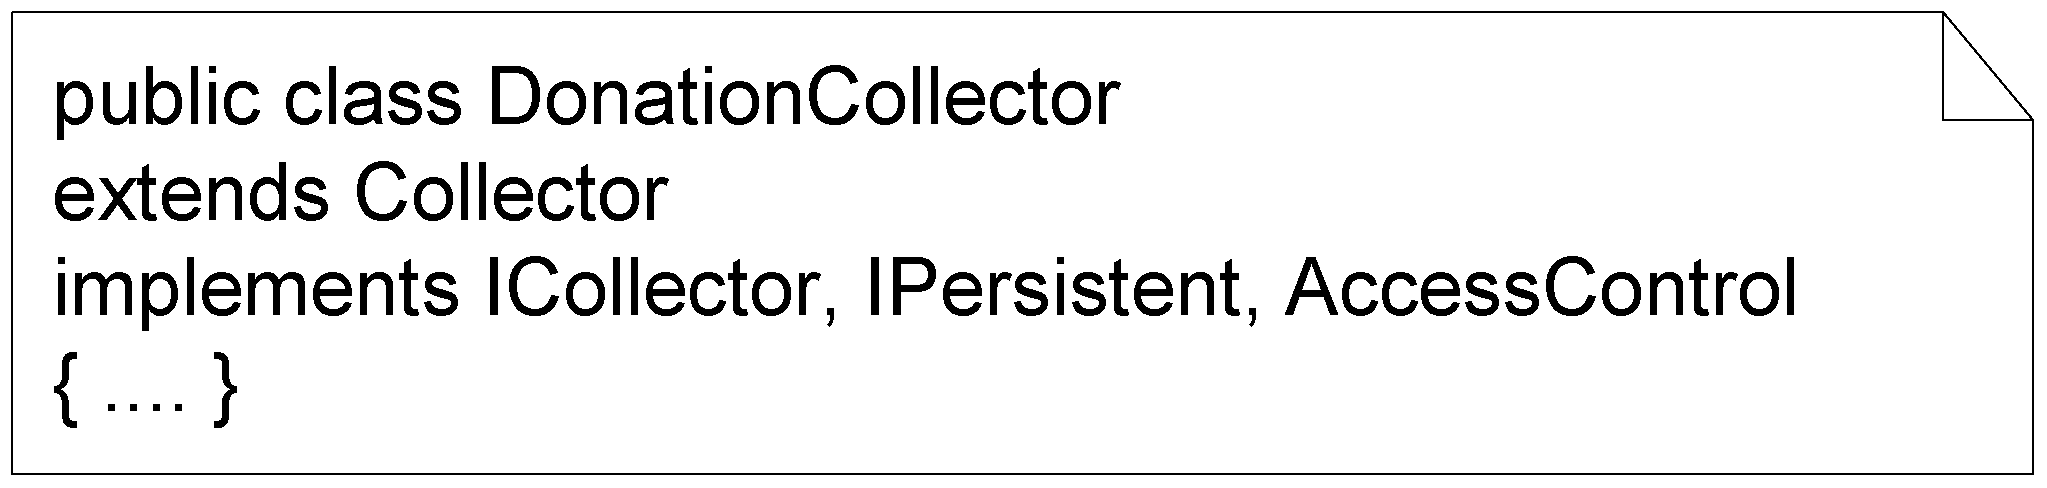 public class DonationCollector
extends Collector
implements ICollector, IPersistent, AccessControl
{ .... }